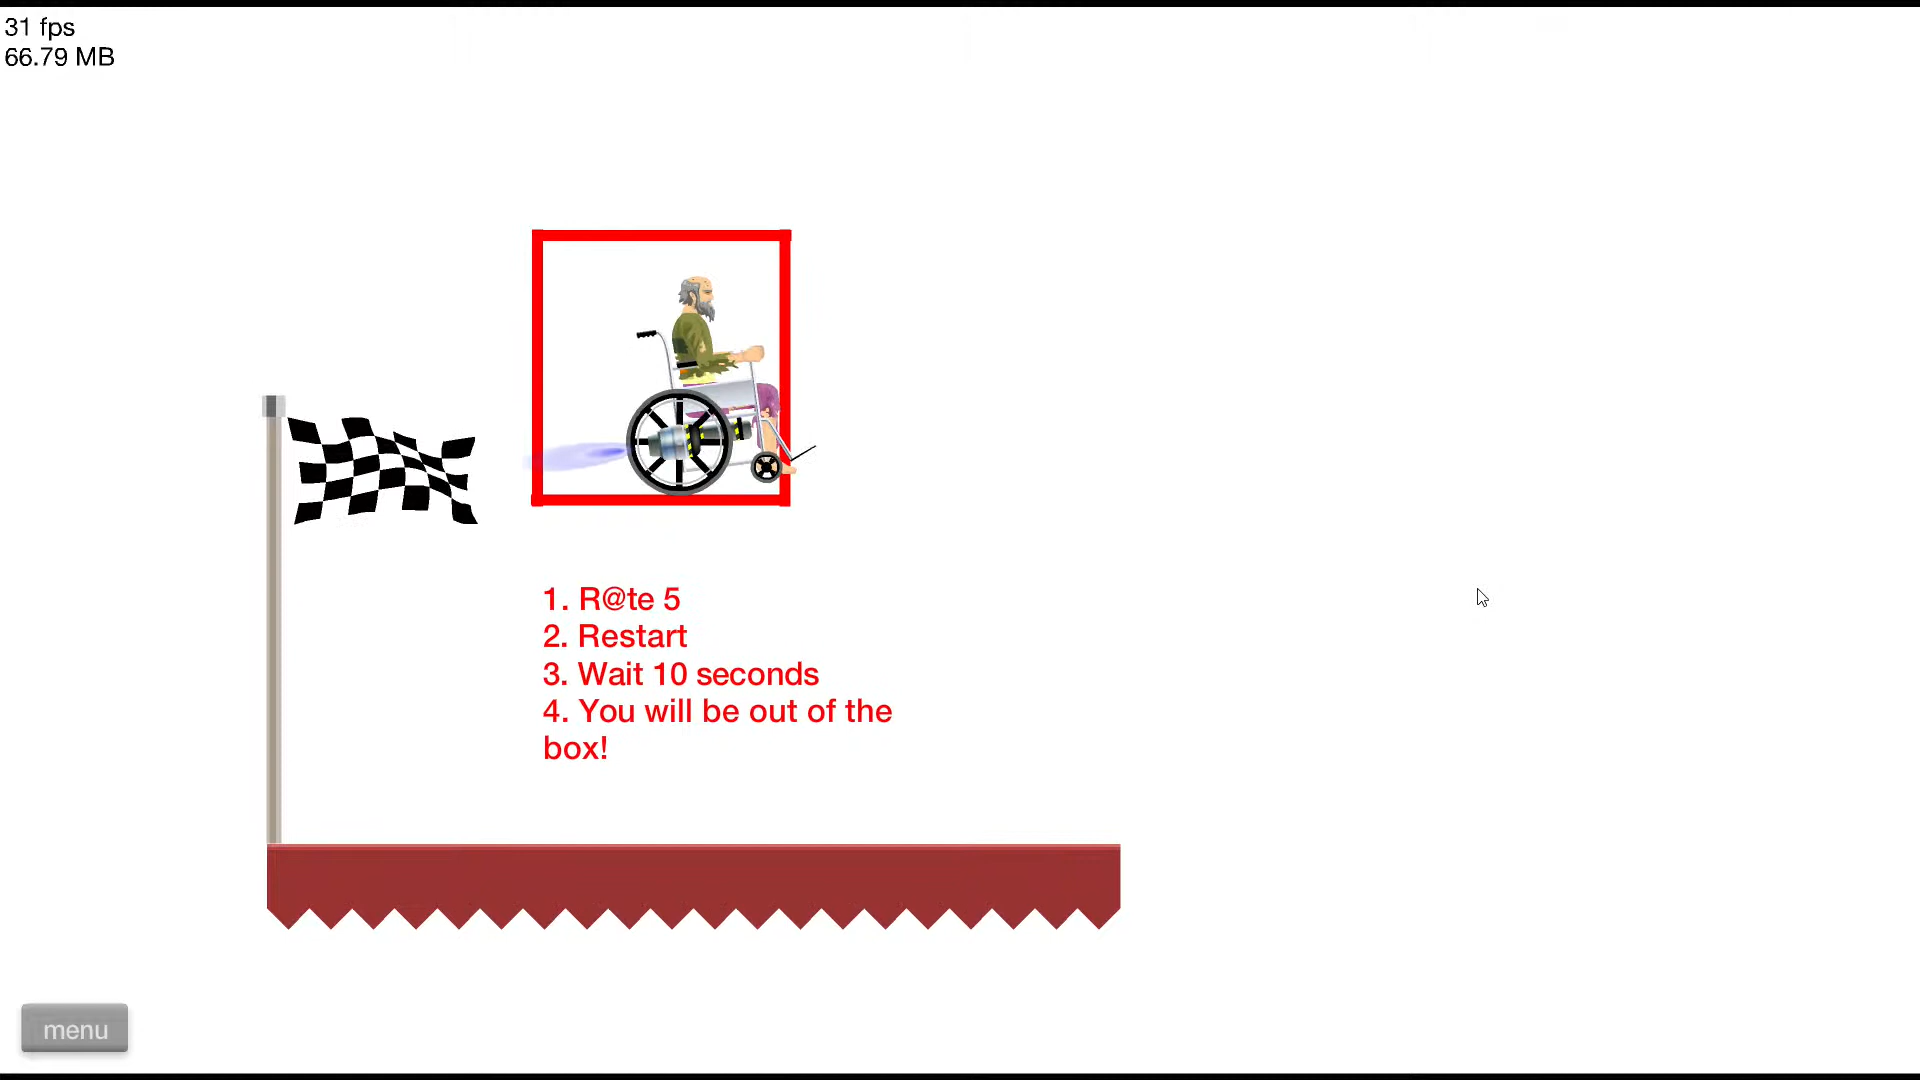 31 fps
66.79 MB
1. R@te 5
2. Restart
3. Wait 10 seconds
4. You will be out of the
box!
menu